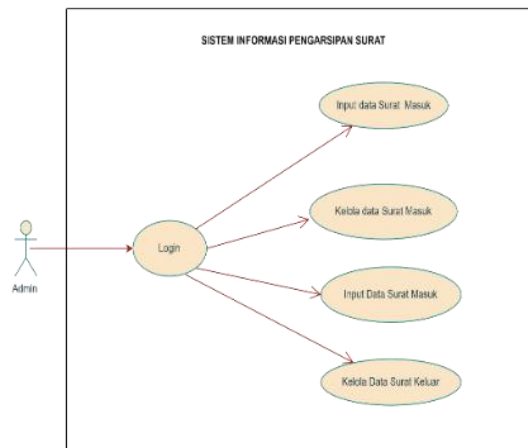 SISTEM INFORMASI PENGARSIPAN SURAT
Input data Surat Masuk
Kelola data Surat Masuk
Login
Admin
Input Data Surat Masuk
Kelola Data Surat Keluar